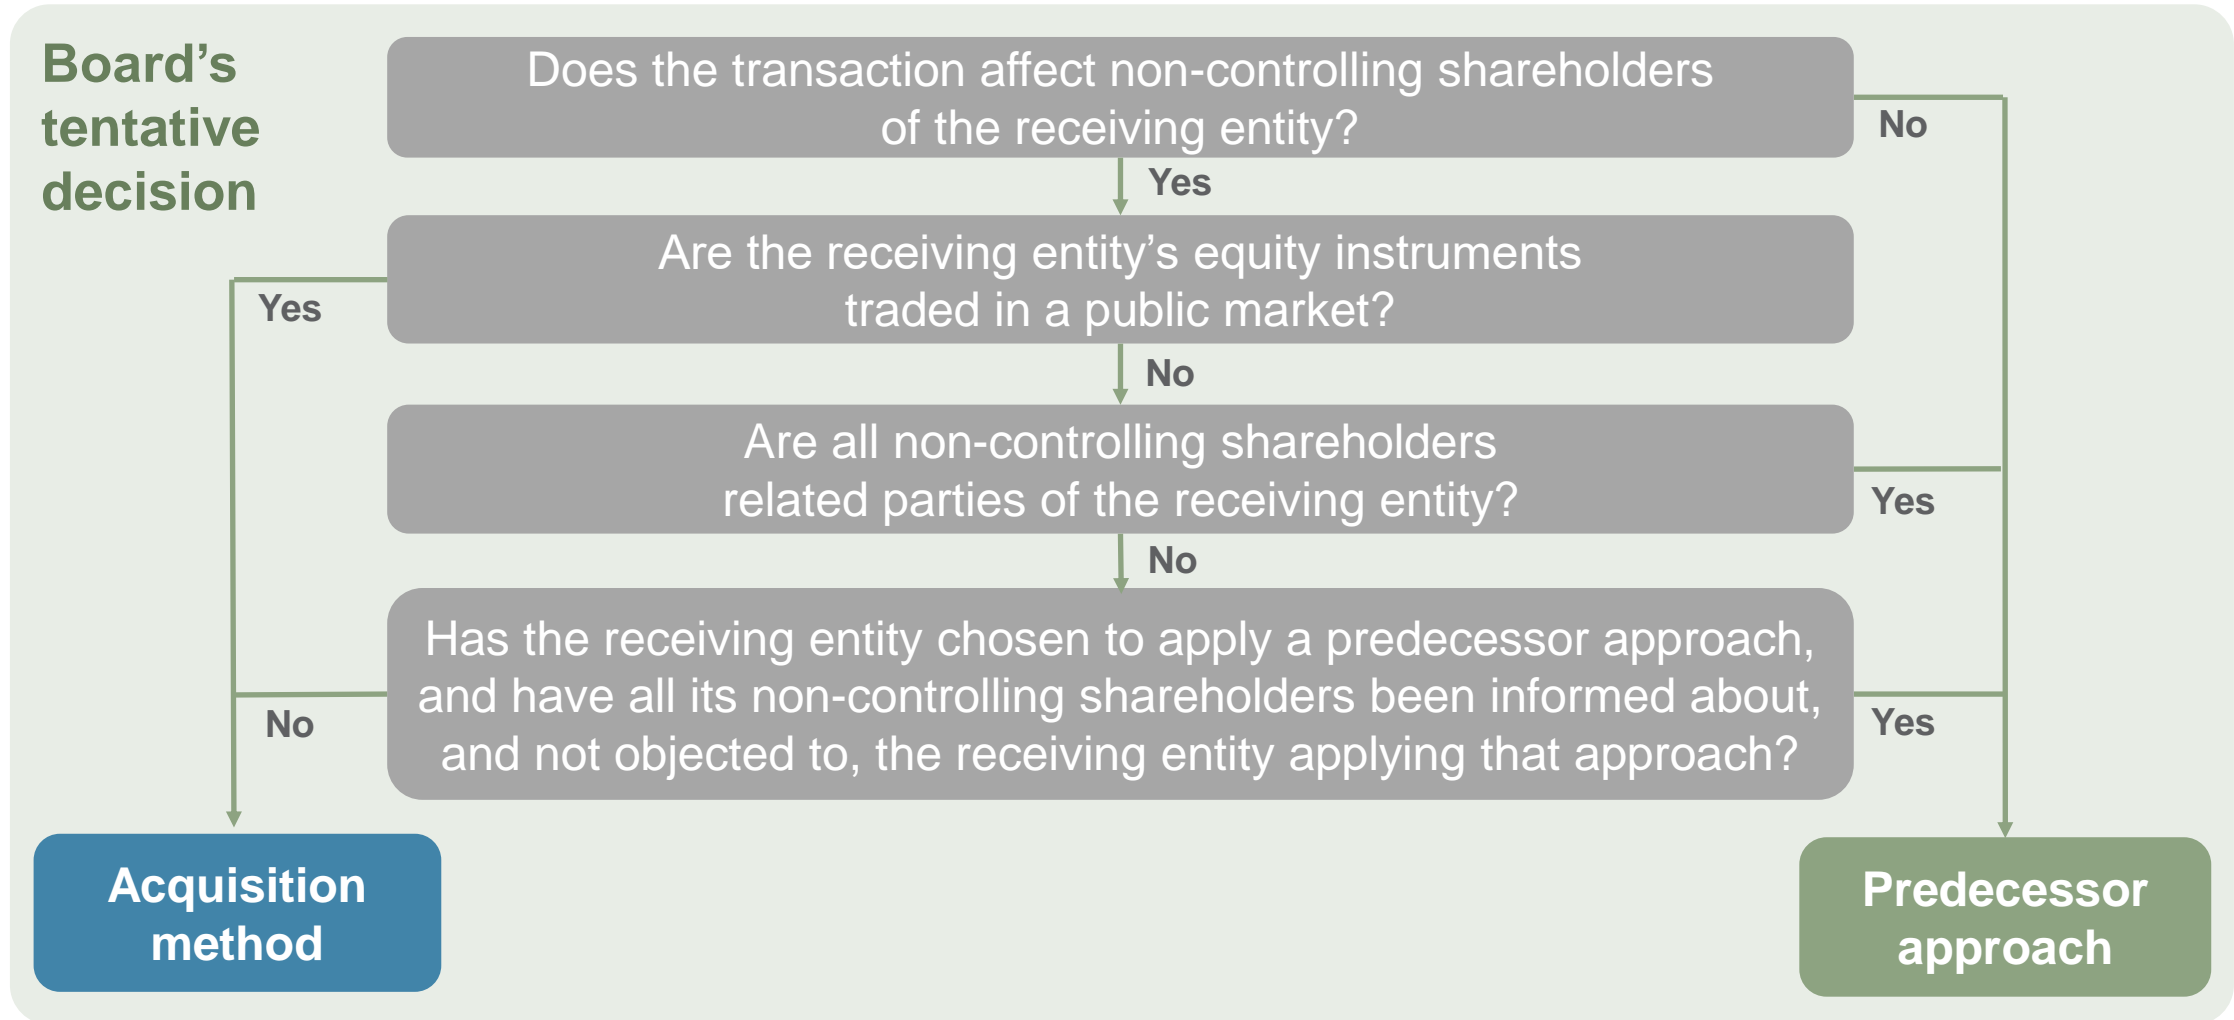 Board’s
tentative
decision
Does the transaction affect non-controlling shareholders
of the receiving entity?
No
Yes
Are the receiving entity’s equity instruments
traded in a public market?
Yes
No
Are all non-controlling shareholders
related parties of the receiving entity?
Yes
No
Has the receiving entity chosen to apply a predecessor approach,
and have all its non-controlling shareholders been informed about,
and not objected to, the receiving entity applying that approach?
No
Yes
Acquisition
method
Predecessor
approach